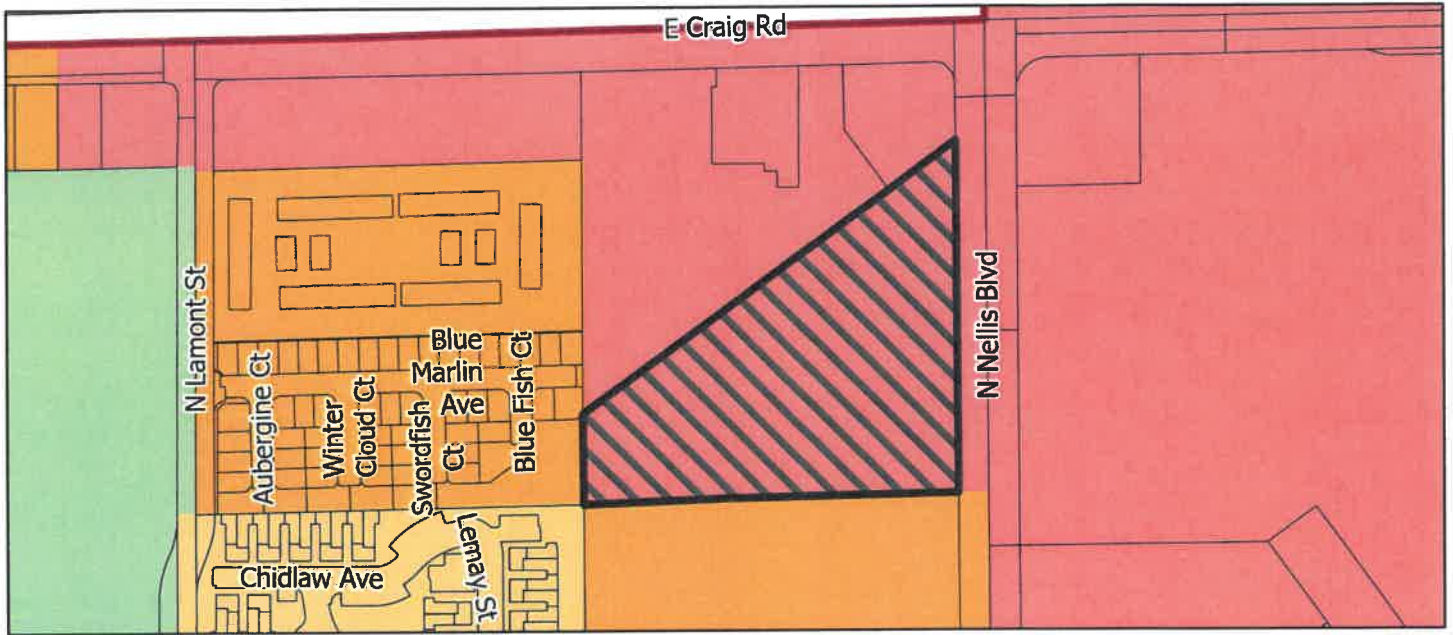 E Craig Rd
N Lamont St
N Nellis Blvd
Blue
Marlin
Ave
Aubergine Ct
Winter
Cloud Ct
Swordfish
Ct
Blue Fish Ct
Lemay St
Chidlaw Ave